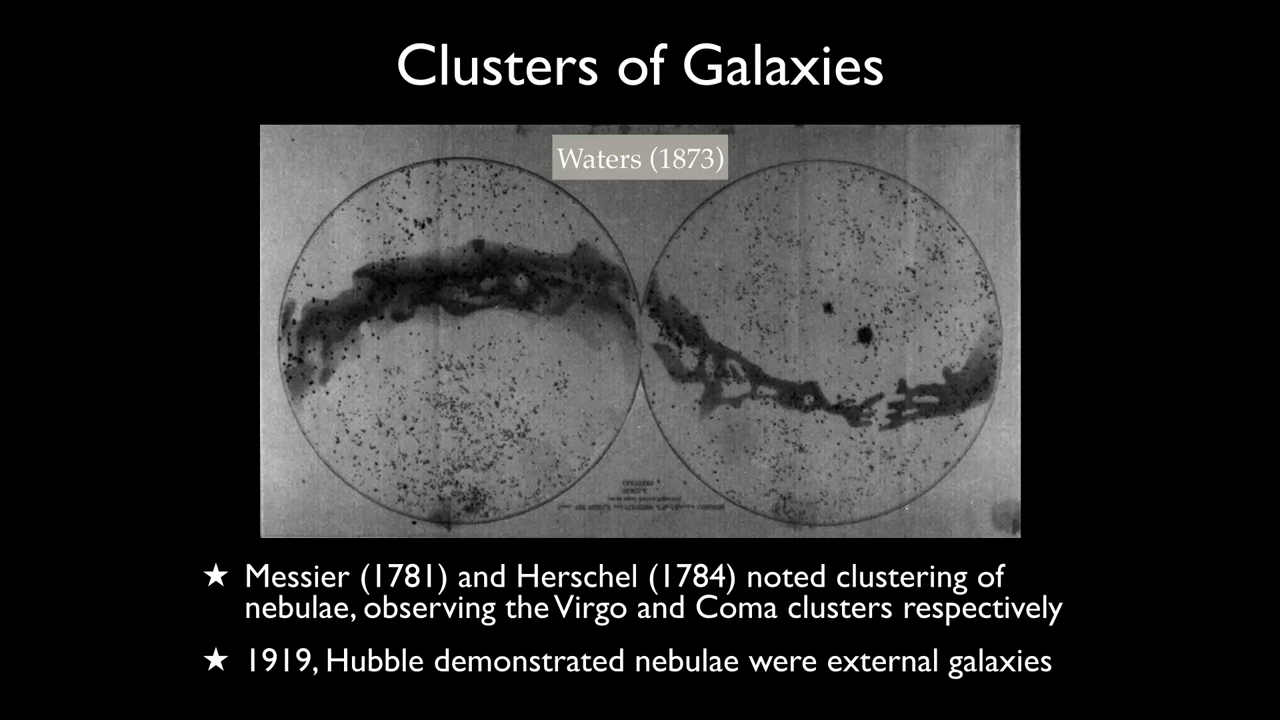 Clusters of Galaxies
Waters (1873)
★ Messier (1781) and Herschel (1784) noted clustering of
nebulae, observing the Virgo and Coma clusters respectively
★ 1919, Hubble demonstrated nebulae were external galaxies